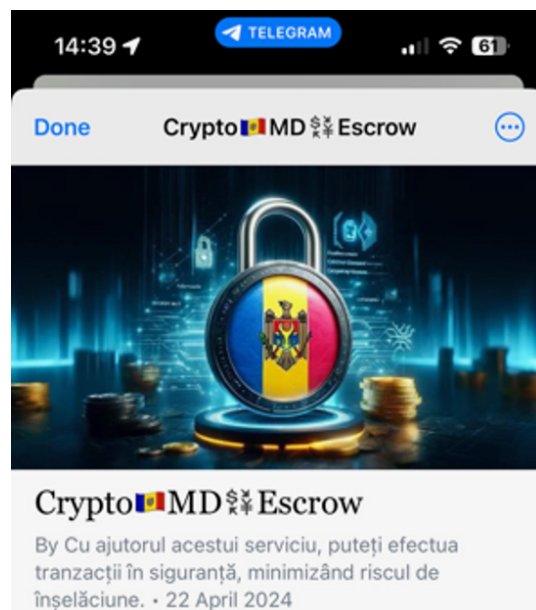 14:39
TELEGRAM
61
Done
Crypto🇲🇩MD💱Escrow
Crypto🇲🇩MD💱Escrow
By Cu ajutorul acestui serviciu, puteți efectua
tranzacții în siguranță, minimizând riscul de
înșelăciune. • 22 April 2024